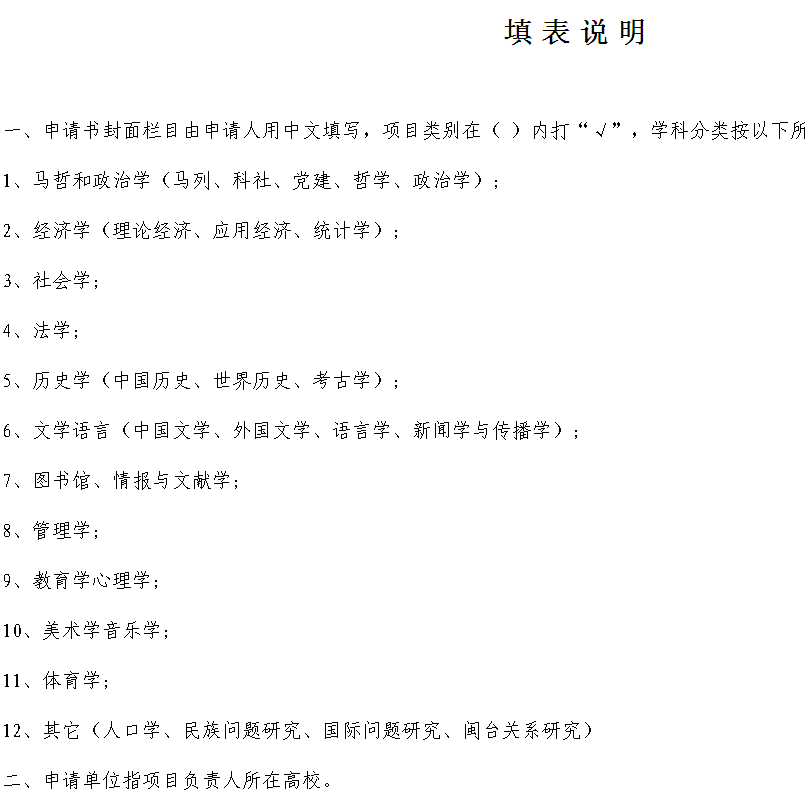 填 表 说 明
一、申请书封面栏目由申请人用中文填写，项目类别在（ ）内打“√”，学科分类按以下所
1、马哲和政治学（马列、科社、党建、哲学、政治学）；
2、经济学（理论经济、应用经济、统计学）；
3、社会学；
4、法学；
5、历史学（中国历史、世界历史、考古学）；
6、文学语言（中国文学、外国文学、语言学、新闻学与传播学）；
7、图书馆、情报与文献学；
8、管理学；
9、教育学心理学；
10、美术学音乐学；
11、体育学；
12、其它（人口学、民族问题研究、国际问题研究、闽台关系研究）
二、申请单位指项目负责人所在高校。